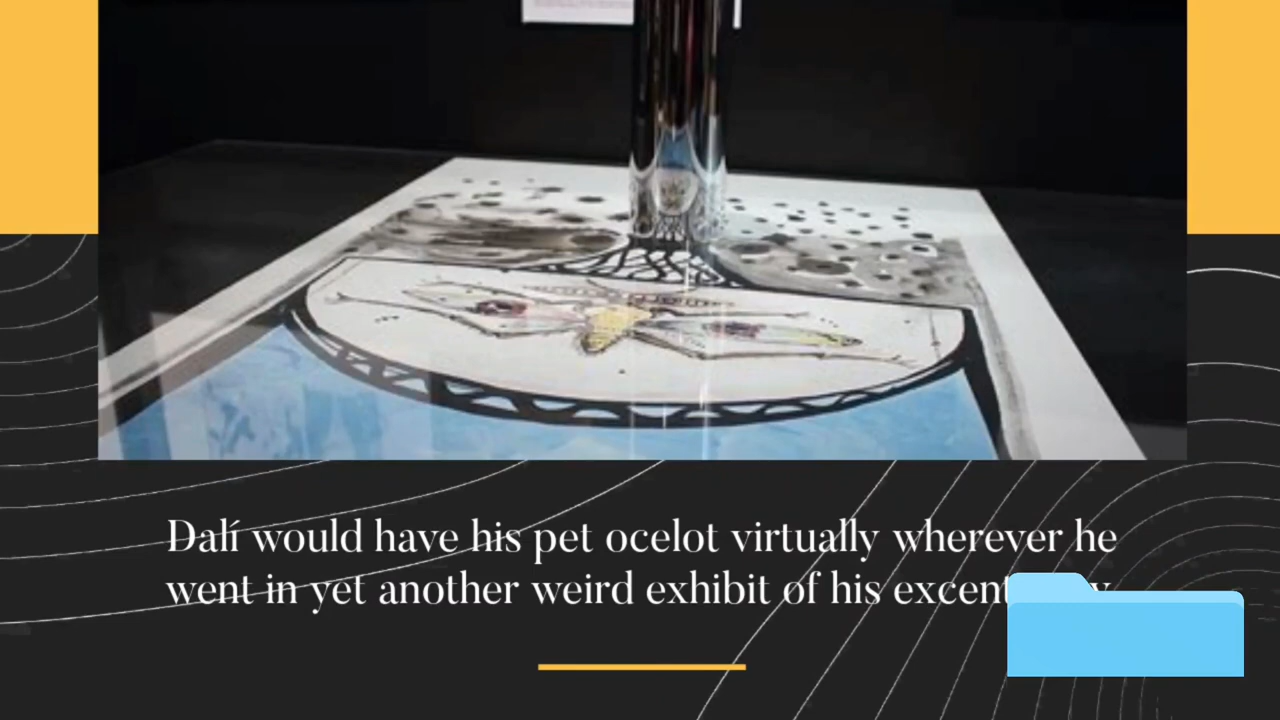 Dalí would have his pet ocelot virtually wherever he
went in yet another weird exhibit of his